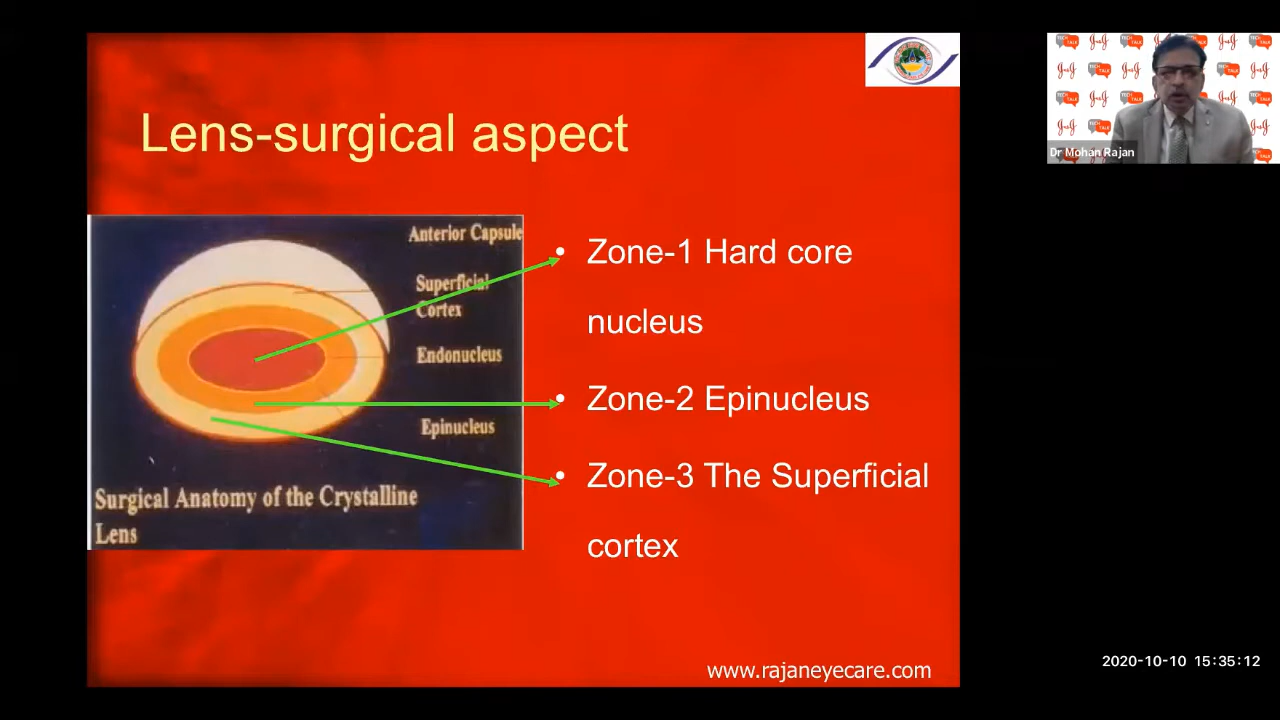 Lens-surgical aspect
Anterior Capsule
Superficial
Cortex
Endonucleus
Epinucleus
Surgical Anatomy of the Crystalline
Lens
• Zone-1 Hard core
nucleus
• Zone-2 Epinucleus
• Zone-3 The Superficial
cortex
www.rajaneyecare.com
TECH
TALK
Dr Mohan Rajan
2020-10-10 15:35:12